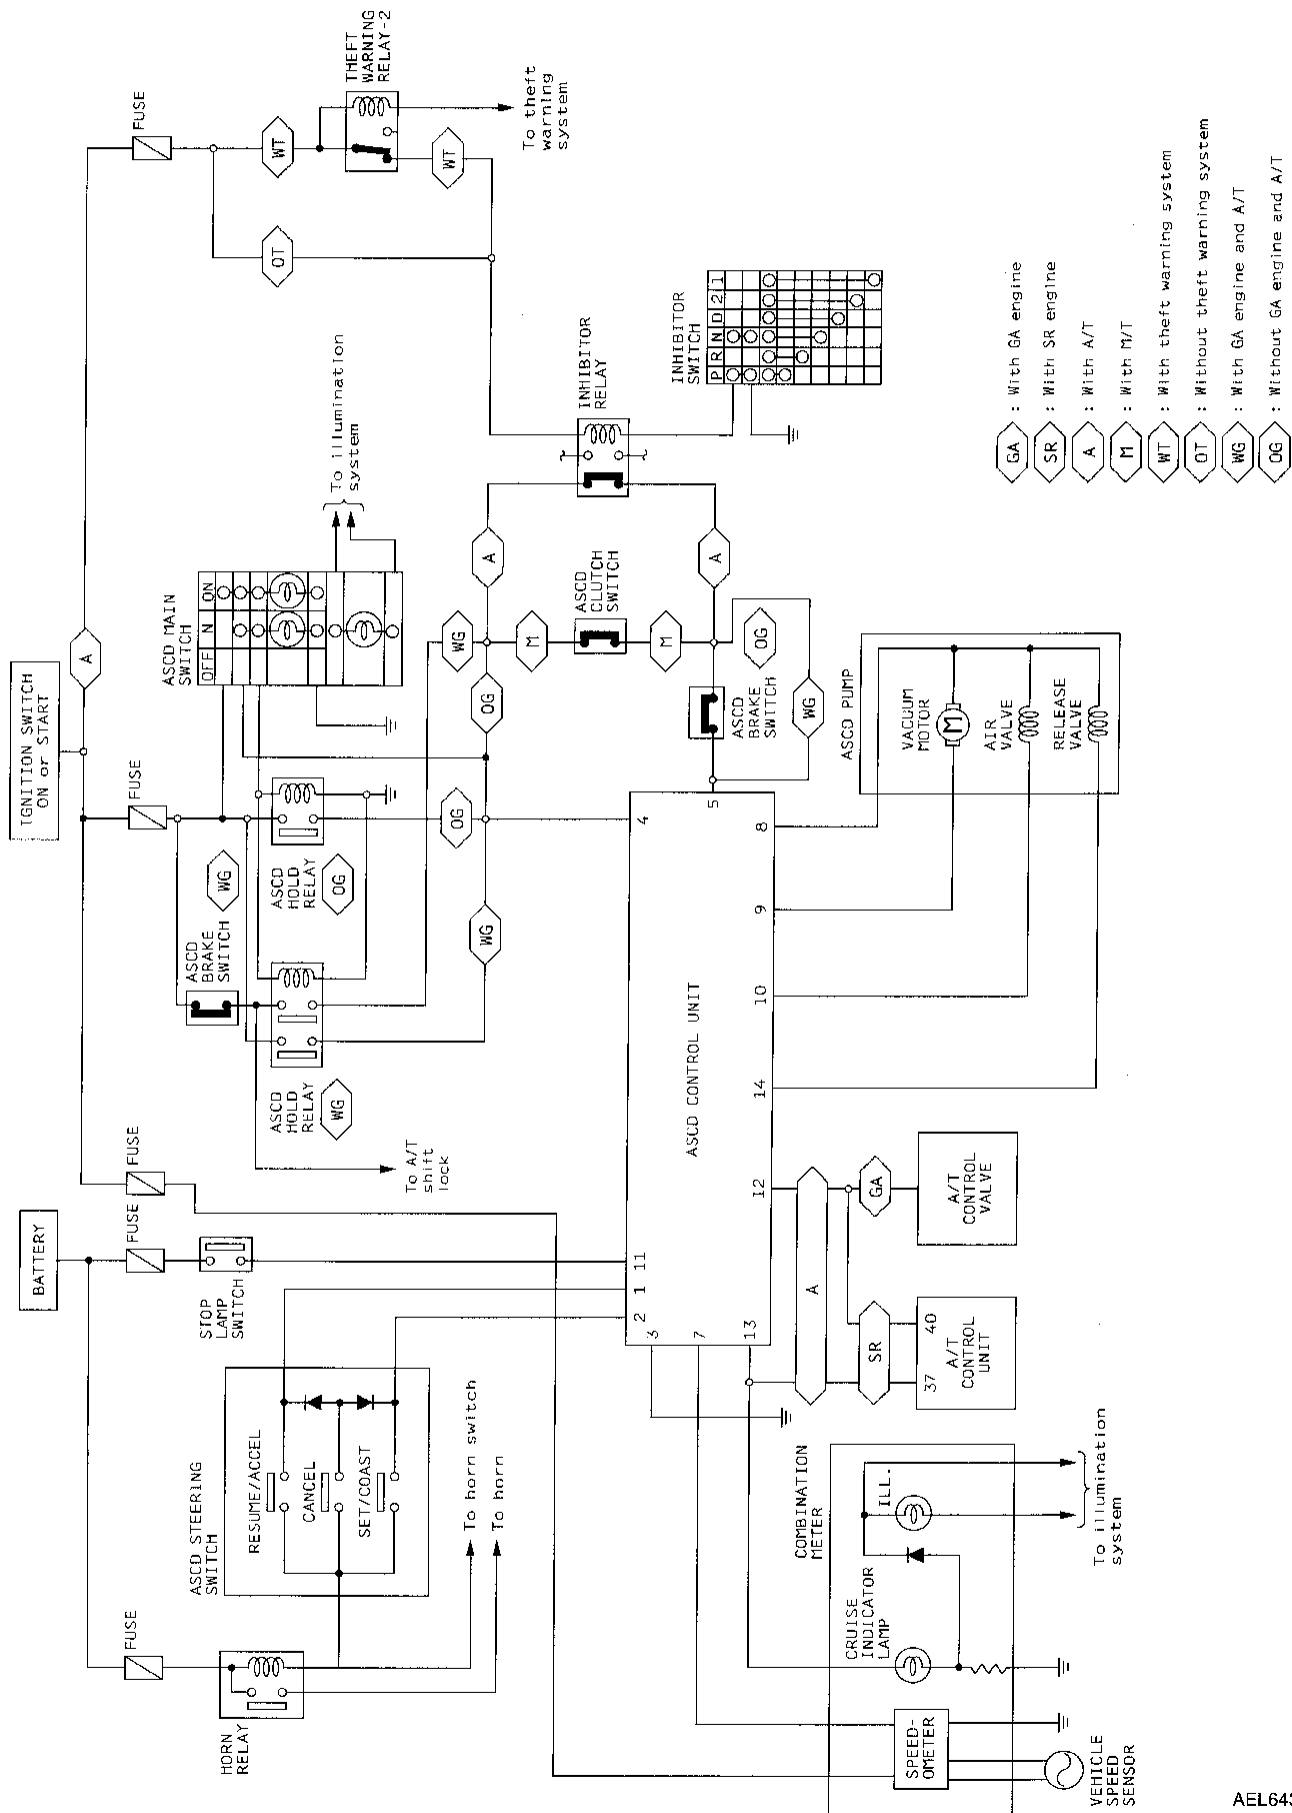 IGNITION SWITCH
ON or START
BATTERY
FUSE
FUSE
FUSE
FUSE
FUSE
HORN
RELAY
ASCD STEERING
SWITCH
RESUME/ACCEL
CANCEL
SET/COAST
To horn switch
To horn
STOP
LAMP
SWITCH
To A/T
shift
lock
ASCD
BRAKE
SWITCH
WG
ASCD
HOLD
RELAY
WG
ASCD
HOLD
RELAY
OG
ASCD MAIN
SWITCH
OFF
N
ON
To illumination
system
A
WT
OT
THEFT
WARNING
RELAY-2
WT
To theft
warning
system
INHIBITOR
RELAY
INHIBITOR
SWITCH
P
R
N
D
2
1
WG
OG
OG
WG
A
M
ASCD
CLUTCH
SWITCH
M
A
ASCD
BRAKE
SWITCH
OG
WG
ASCD CONTROL UNIT
2
1
11
4
5
3
7
13
12
14
10
9
8
ASCD PUMP
VACUUM
MOTOR
M
AIR
VALVE
RELEASE
VALVE
A
GA
SR
A/T
CONTROL
VALVE
37
40
A/T
CONTROL
UNIT
COMBINATION
METER
CRUISE
INDICATOR
LAMP
ILL.
To illumination
system
SPEED-
OMETER
VEHICLE
SPEED
SENSOR
GA : With GA engine
SR : With SR engine
A : With A/T
M : With M/T
WT : With theft warning system
OT : Without theft warning system
WG : With GA engine and A/T
OG : Without GA engine and A/T